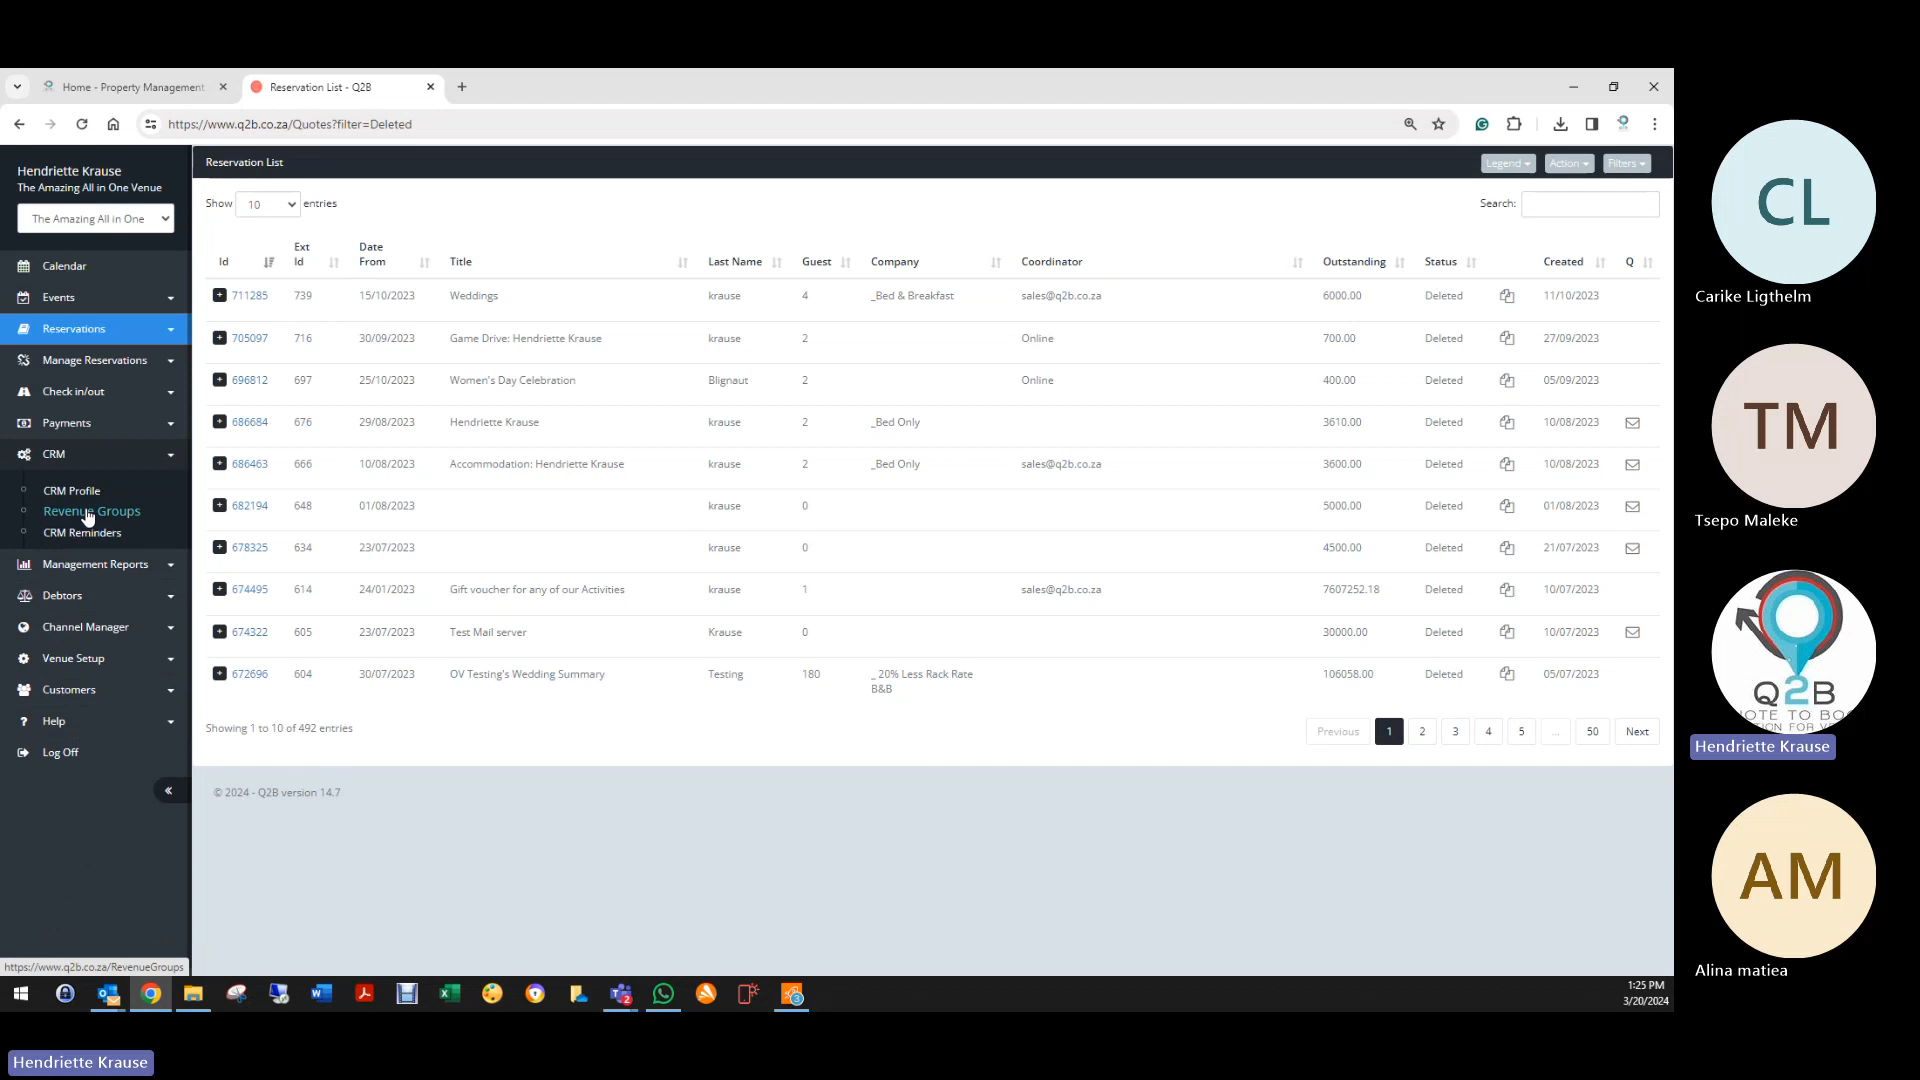 Home - Property Management
Reservation List - Q2B
https://www.q2b.co.za/Quotes?filter=Deleted
Hendriette Krause
The Amazing All in One Venue
The Amazing All in One
Calendar
Events
Reservations
Manage Reservations
Check in/out
Payments
CRM
CRM Profile
Revenue Groups
CRM Reminders
Management Reports
Debtors
Channel Manager
Venue Setup
Customers
Help
Log Off
https://www.q2b.co.za/RevenueGroups
Reservation List
Legend Action Filters
Show 10 entries Search:
Id Ext Id Date From Title Last Name Guest Company Coordinator Outstanding Status Created Q
711285 739 15/10/2023 Weddings krause 4 _Bed & Breakfast sales@q2b.co.za 6000.00 Deleted 11/10/2023
705097 716 30/09/2023 Game Drive: Hendriette Krause krause 2 Online 700.00 Deleted 27/09/2023
696812 697 25/10/2023 Women's Day Celebration Blignaut 2 Online 400.00 Deleted 05/09/2023
686684 676 29/08/2023 Hendriette Krause krause 2 _Bed Only 3610.00 Deleted 10/08/2023
686463 666 10/08/2023 Accommodation: Hendriette Krause krause 2 _Bed Only sales@q2b.co.za 3600.00 Deleted 10/08/2023
682194 648 01/08/2023 krause 0 5000.00 Deleted 01/08/2023
678325 634 23/07/2023 krause 0 4500.00 Deleted 21/07/2023
674495 614 24/01/2023 Gift voucher for any of our Activities krause 1 sales@q2b.co.za 7607252.18 Deleted 10/07/2023
674322 605 23/07/2023 Test Mail server Krause 0 30000.00 Deleted 10/07/2023
672696 604 30/07/2023 OV Testing's Wedding Summary Testing 180 _ 20% Less Rack Rate B&B 106058.00 Deleted 05/07/2023
Showing 1 to 10 of 492 entries
Previous 1 2 3 4 5 ... 50 Next
© 2024 - Q2B version 14.7
1:25 PM
3/20/2024
CL
Carike Ligthelm
TM
Tsepo Maleke
Q2B
Hendriette Krause
AM
Alina matiea
Hendriette Krause